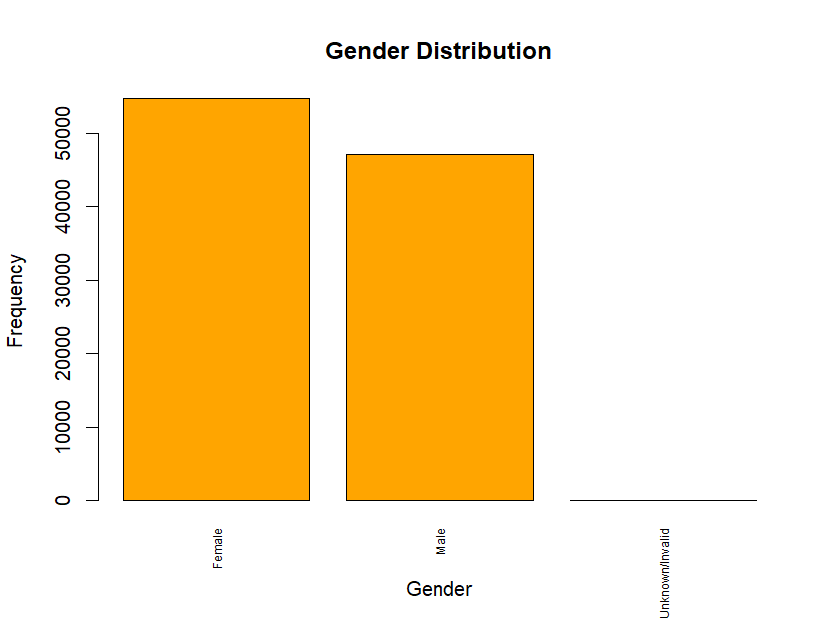 Gender Distribution
Frequency
50000
40000
30000
20000
10000
0
Female
Male
Unknown/Invalid
Gender